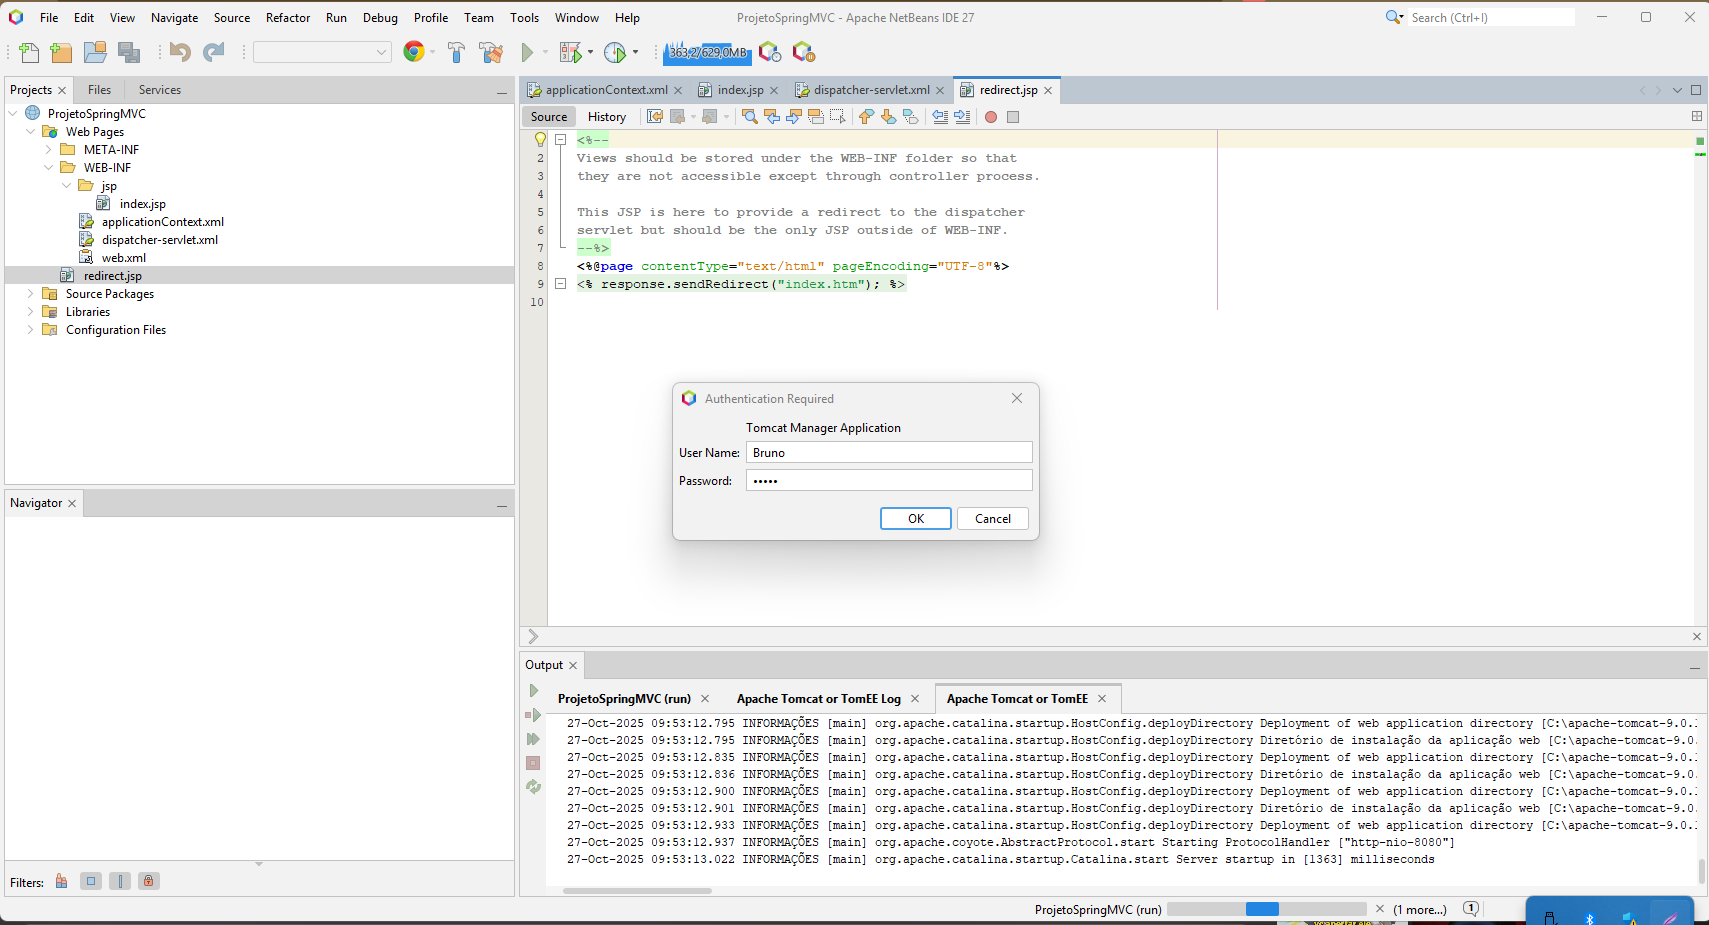 File Edit View Navigate Source Refactor Run Debug Profile Team Tools Window Help
ProjetoSpringMVC - Apache NetBeans IDE 27
Search (Ctrl+I)
363,2/629,0MB
Projects Files Services
ProjetoSpringMVC
Web Pages
META-INF
WEB-INF
jsp
index.jsp
applicationContext.xml
dispatcher-servlet.xml
web.xml
redirect.jsp
Source Packages
Libraries
Configuration Files
Navigator
Filters:
applicationContext.xml index.jsp dispatcher-servlet.xml redirect.jsp
Source History
<%--
2 Views should be stored under the WEB-INF folder so that
3 they are not accessible except through controller process.
4
5 This JSP is here to provide a redirect to the dispatcher
6 servlet but should be the only JSP outside of WEB-INF.
7 --%>
8 <%@page contentType="text/html" pageEncoding="UTF-8"%>
9 <% response.sendRedirect("index.htm"); %>
10
Authentication Required
Tomcat Manager Application
User Name: Bruno
Password: •••••
OK Cancel
Output
ProjetoSpringMVC (run) Apache Tomcat or TomEE Log Apache Tomcat or TomEE
27-Oct-2025 09:53:12.795 INFORMAÇÕES [main] org.apache.catalina.startup.HostConfig.deployDirectory Deployment of web application directory [C:\apache-tomcat-9.0.1
27-Oct-2025 09:53:12.795 INFORMAÇÕES [main] org.apache.catalina.startup.HostConfig.deployDirectory Diretório de instalação da aplicação web [C:\apache-tomcat-9.0.
27-Oct-2025 09:53:12.835 INFORMAÇÕES [main] org.apache.catalina.startup.HostConfig.deployDirectory Deployment of web application directory [C:\apache-tomcat-9.0.1
27-Oct-2025 09:53:12.836 INFORMAÇÕES [main] org.apache.catalina.startup.HostConfig.deployDirectory Diretório de instalação da aplicação web [C:\apache-tomcat-9.0.
27-Oct-2025 09:53:12.900 INFORMAÇÕES [main] org.apache.catalina.startup.HostConfig.deployDirectory Deployment of web application directory [C:\apache-tomcat-9.0.1
27-Oct-2025 09:53:12.901 INFORMAÇÕES [main] org.apache.catalina.startup.HostConfig.deployDirectory Diretório de instalação da aplicação web [C:\apache-tomcat-9.0.
27-Oct-2025 09:53:12.933 INFORMAÇÕES [main] org.apache.catalina.startup.HostConfig.deployDirectory Deployment of web application directory [C:\apache-tomcat-9.0.1
27-Oct-2025 09:53:12.937 INFORMAÇÕES [main] org.apache.coyote.AbstractProtocol.start Starting ProtocolHandler ["http-nio-8080"]
27-Oct-2025 09:53:13.022 INFORMAÇÕES [main] org.apache.catalina.startup.Catalina.start Server startup in [1363] milliseconds
ProjetoSpringMVC (run) (1 more...) 1